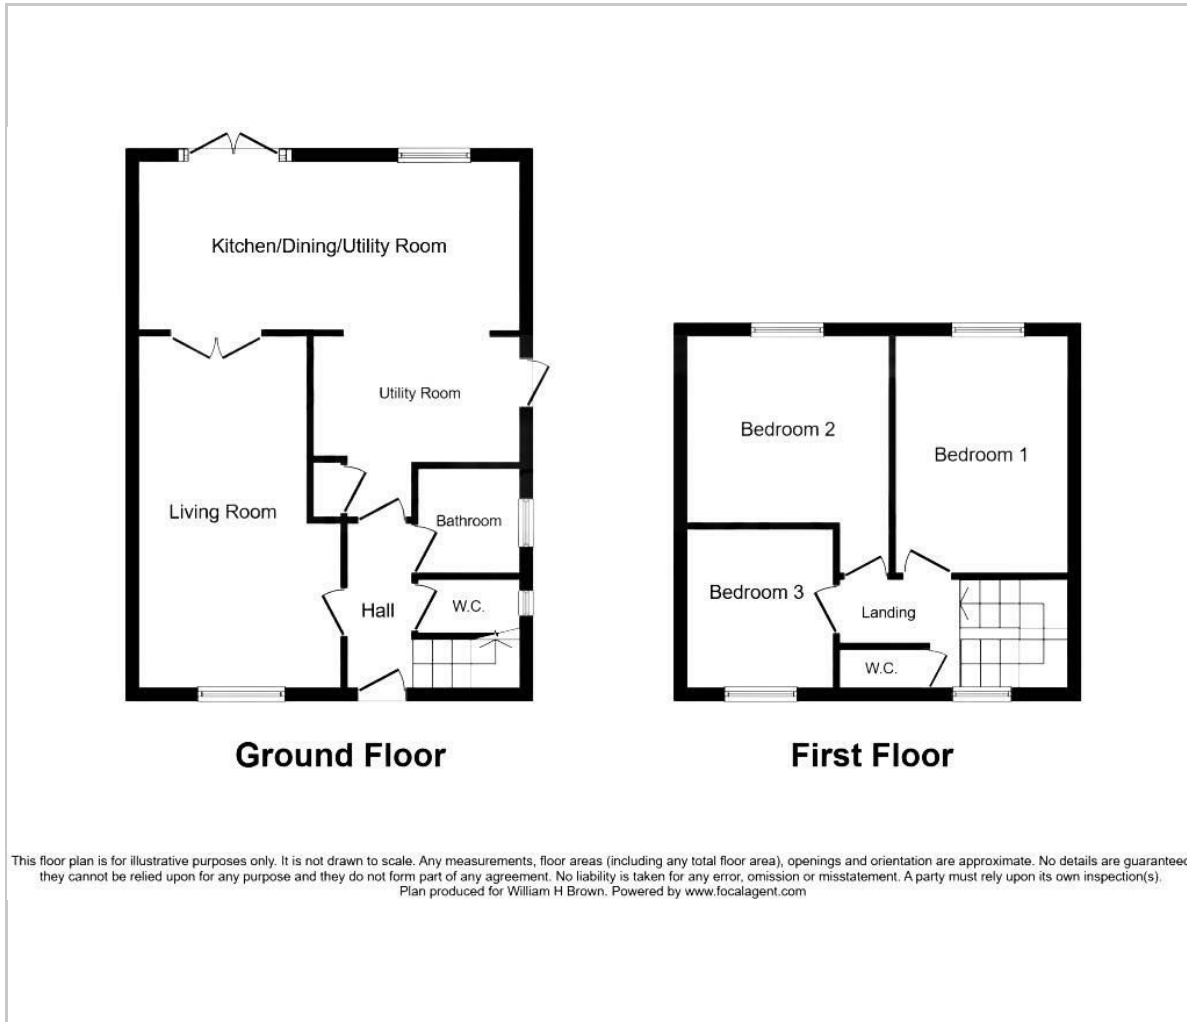 Kitchen/Dining/Utility Room
Utility Room
Living Room
Bathroom
Hall
W.C.
Ground Floor
Bedroom 2
Bedroom 1
Bedroom 3
Landing
W.C.
First Floor
This floor plan is for illustrative purposes only. It is not drawn to scale. Any measurements, floor areas (including any total floor area), openings and orientation are approximate. No details are guaranteed
they cannot be relied upon for any purpose and they do not form part of any agreement. No liability is taken for any error, omission or misstatement. A party must rely upon its own inspection(s).
Plan produced for William H Brown. Powered by www.focalagent.com